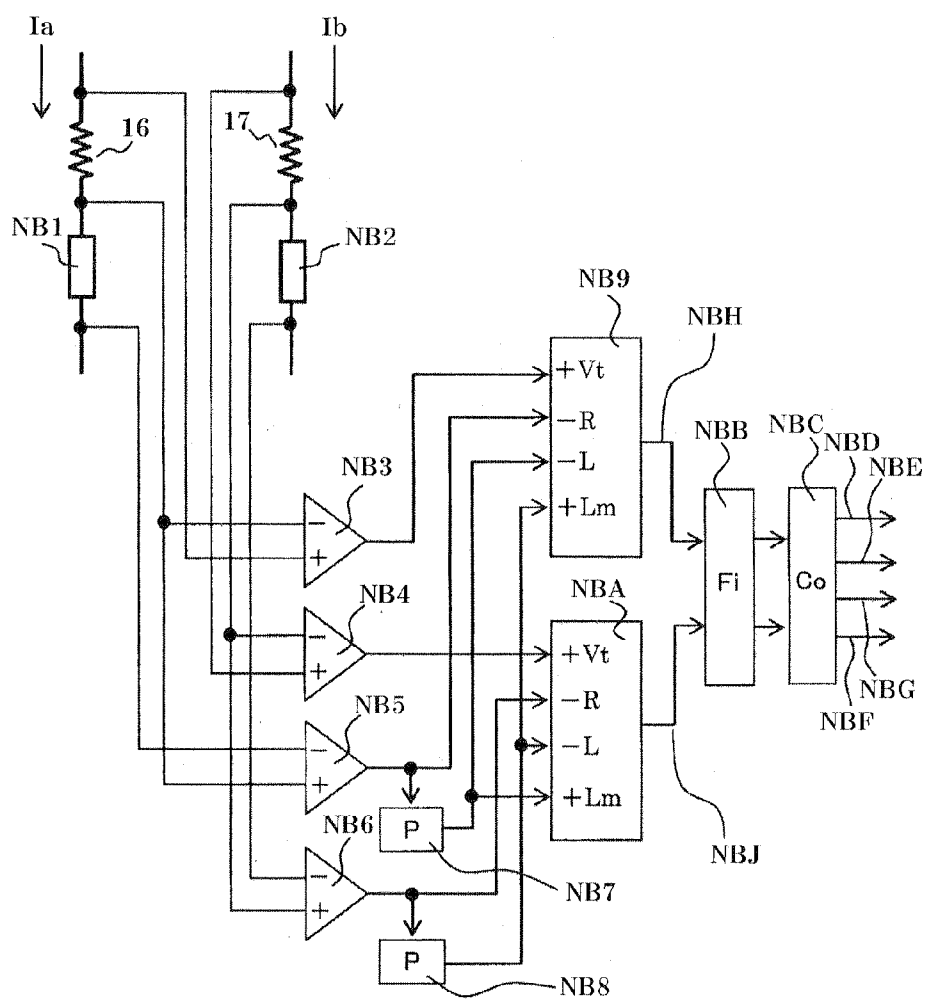 Ia
Ib
16
17
NB1
NB2
NB9
NBH
+Vt
-R
-L
+Lm
NBB
NBC
NBD
NBE
NB3
-
+
Fi
Co
NB4
-
+
NBA
+Vt
-R
-L
+Lm
NBG
NBF
NB5
-
+
P
NB6
-
+
NBJ
NB7
P
NB8